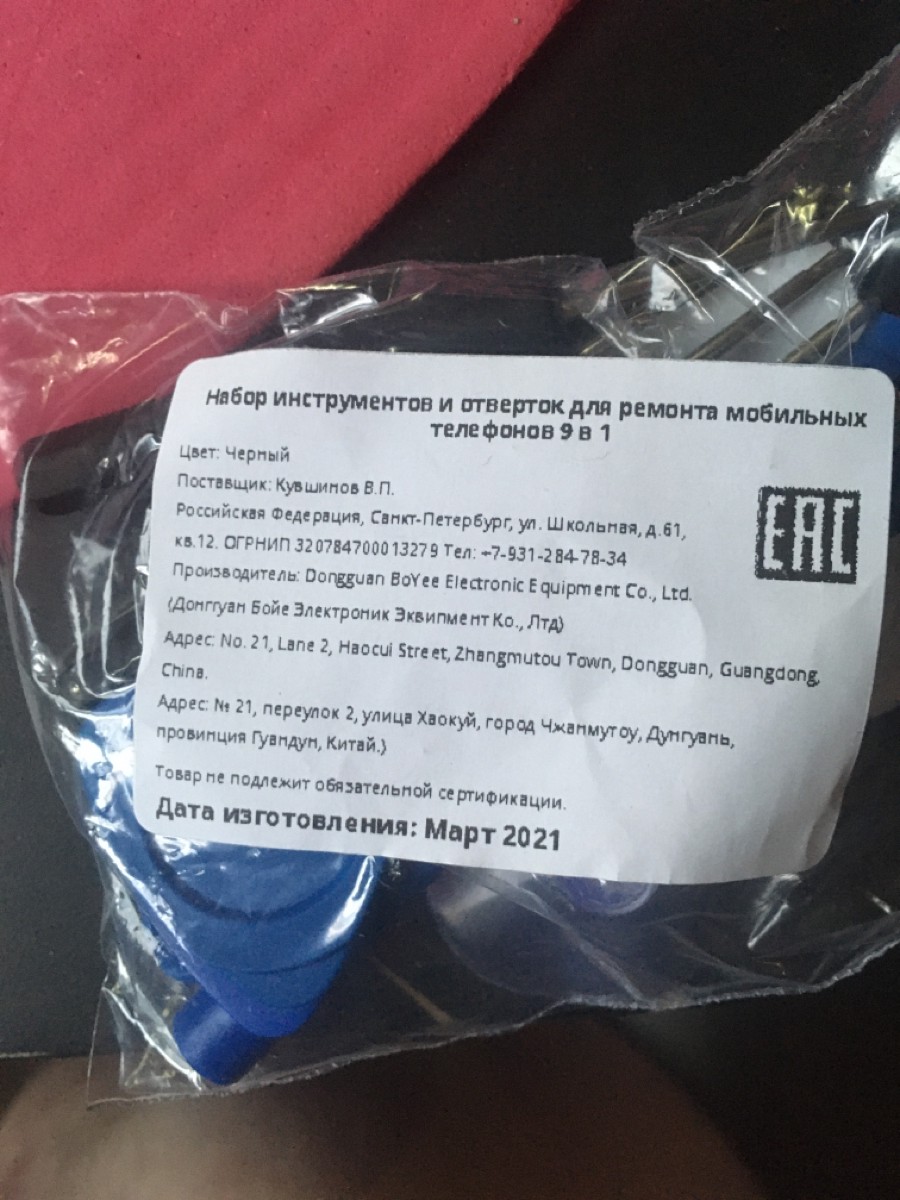 Набор инструментов и отверток для ремонта мобильных
телефонов 9 в 1
Цвет: Черный
Поставщик: Кувшинов В.П.
Российская Федерация, Санкт-Петербург, ул. Школьная, д.61,
кв.12. ОГРНИП 320784700013279 Тел: +7-931-284-78-34
EAC
Производитель: Dongguan BoYee Electronic Equipment Co., Ltd.
(Донггуан Бойе Электроник Эквипмент Ко., Лтд)
Адрес: No. 21, Lane 2, Haocui Street, Zhangmutou Town, Dongguan, Guangdong,
China.
Адрес: № 21, переулок 2, улица Хаокуй, город Чжанмутоу, Дунгуань,
провинция Гуандун, Китай.)
Товар не подлежит обязательной сертификации.
Дата изготовления: Март 2021